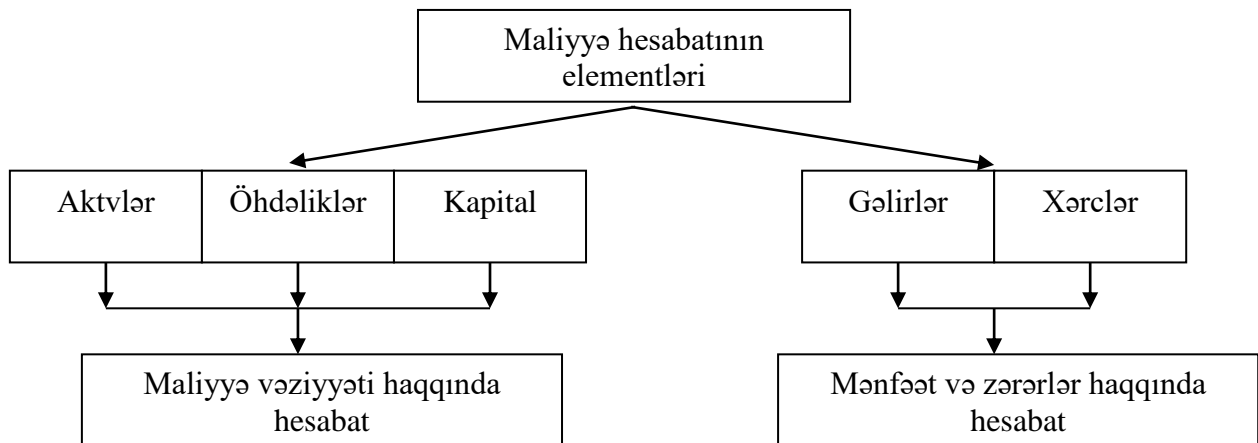 Maliyyə hesabatının
elementləri
Aktvlər
Öhdəliklər
Kapital
Gəlirlər
Xərclər
Maliyyə vəziyyəti haqqında
hesabat
Mənfəət və zərərlər haqqında
hesabat